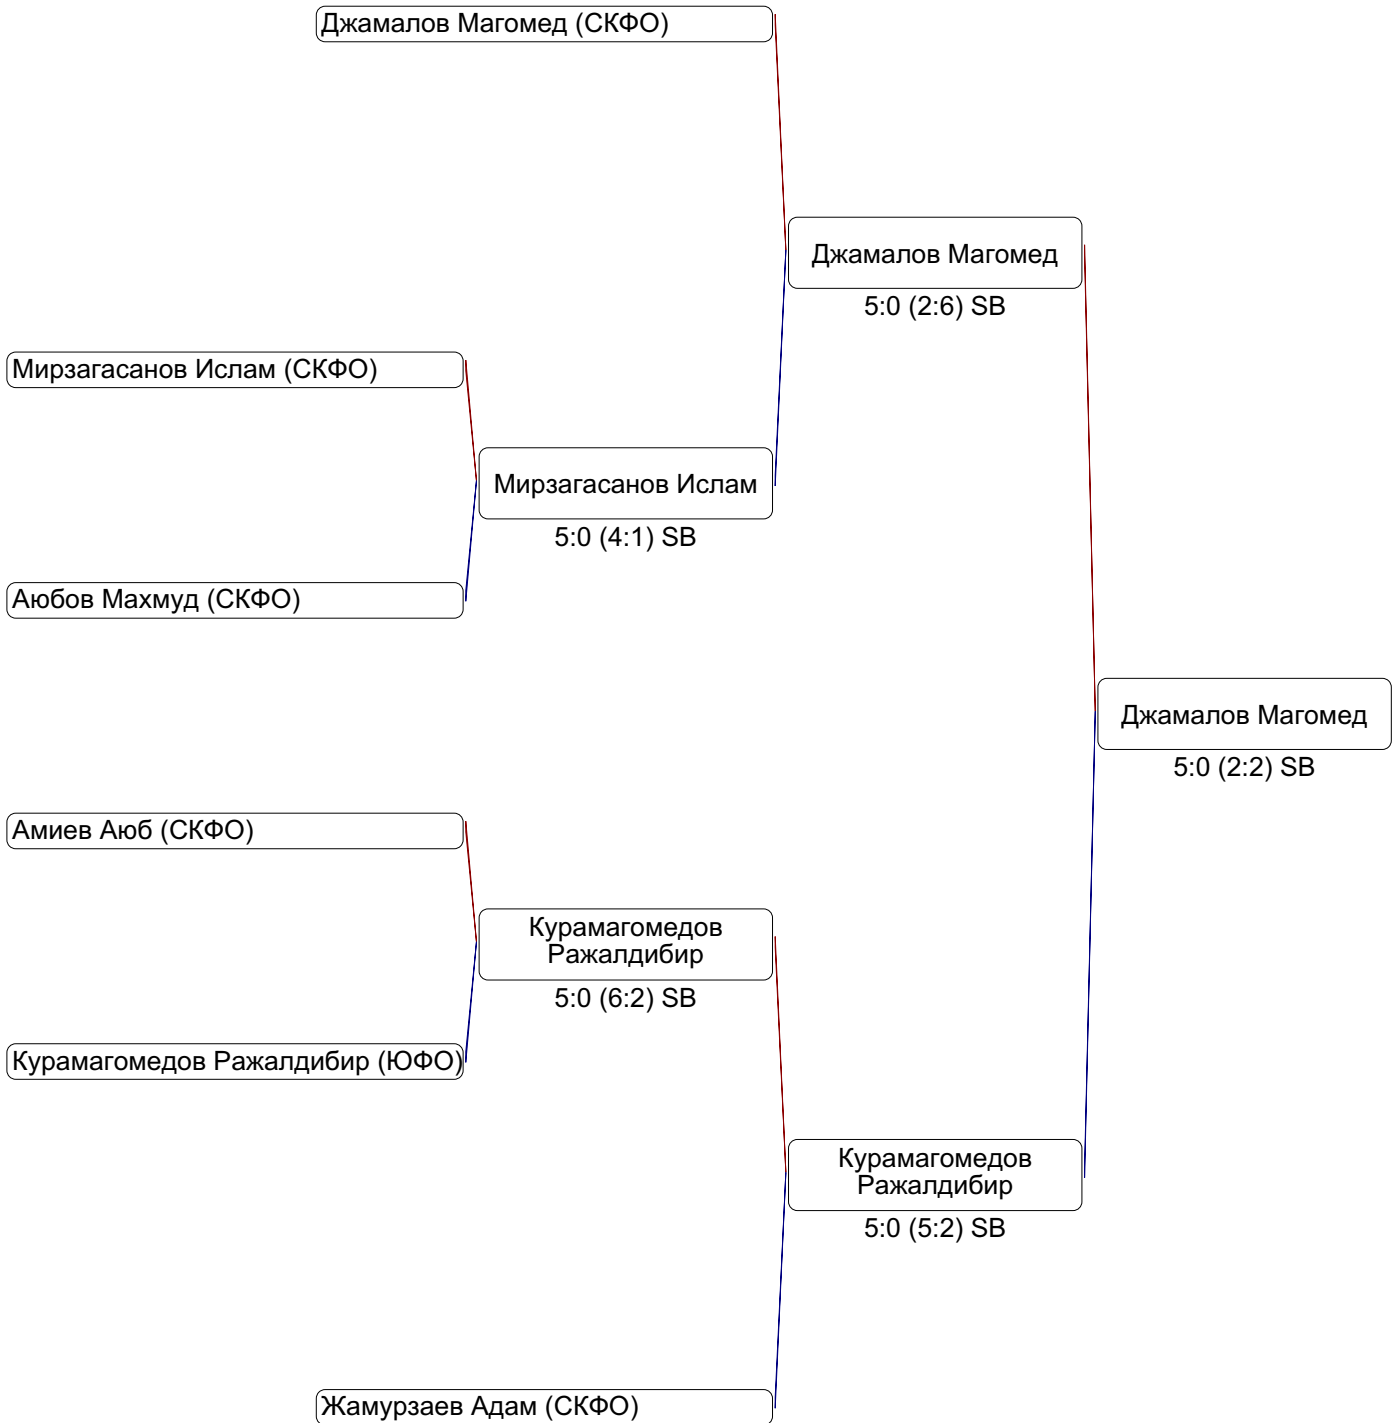 Джамалов Магомед (СКФО)
Джамалов Магомед
5:0 (2:6) SB
Мирзагасанов Ислам (СКФО)
Мирзагасанов Ислам
5:0 (4:1) SB
Аюбов Махмуд (СКФО)
Джамалов Магомед
5:0 (2:2) SB
Амиев Аюб (СКФО)
Курамагомедов
Ражалдибир
5:0 (6:2) SB
Курамагомедов Ражалдибир (ЮФО)
Курамагомедов
Ражалдибир
5:0 (5:2) SB
Жамурзаев Адам (СКФО)